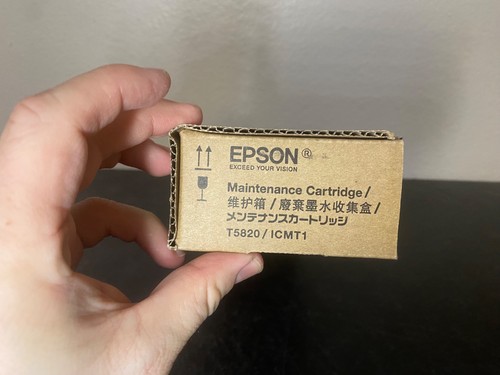 EPSON®
EXCEED YOUR VISION
Maintenance Cartridge/
维护箱/廢棄墨水收集盒/
メンテナンスカートリッジ
T5820/ICMT1